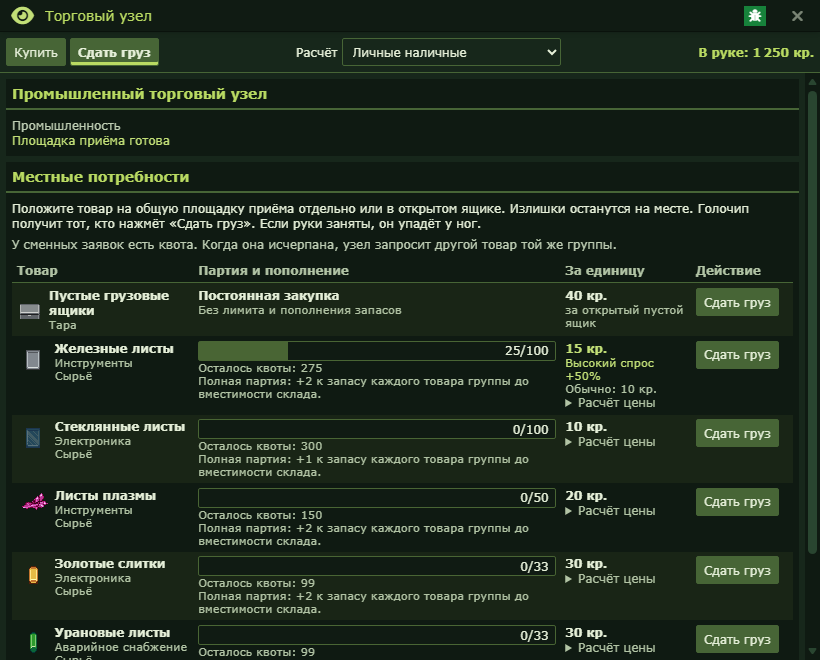 Торговый узел
Купить
Сдать груз
Расчёт
Личные наличные
В руке: 1 250 кр.
Промышленный торговый узел
Промышленность
Площадка приёма готова
Местные потребности
Положите товар на общую площадку приёма отдельно или в открытом ящике. Излишки останутся на месте. Голочип
получит тот, кто нажмёт «Сдать груз». Если руки заняты, он упадёт у ног.
У сменных заявок есть квота. Когда она исчерпана, узел запросит другой товар той же группы.
Товар
Партия и пополнение
За единицу
Действие
Пустые грузовые
ящики
Тара
Постоянная закупка
Без лимита и пополнения запасов
40 кр.
за открытый пустой
ящик
Сдать груз
Железные листы
Инструменты
Сырьё
25/100
Осталось квоты: 275
Полная партия: +2 к запасу каждого товара группы до
вместимости склада.
15 кр.
Высокий спрос
+50%
Обычно: 10 кр.
Расчёт цены
Сдать груз
Стеклянные листы
Электроника
Сырьё
0/100
Осталось квоты: 300
Полная партия: +1 к запасу каждого товара группы до
вместимости склада.
10 кр.
Расчёт цены
Сдать груз
Листы плазмы
Инструменты
Сырьё
0/50
Осталось квоты: 150
Полная партия: +2 к запасу каждого товара группы до
вместимости склада.
20 кр.
Расчёт цены
Сдать груз
Золотые слитки
Электроника
Сырьё
0/33
Осталось квоты: 99
Полная партия: +2 к запасу каждого товара группы до
вместимости склада.
30 кр.
Расчёт цены
Сдать груз
Урановые листы
Аварийное снабжение
Сырьё
0/33
Осталось квоты: 99
30 кр.
Расчёт цены
Сдать груз